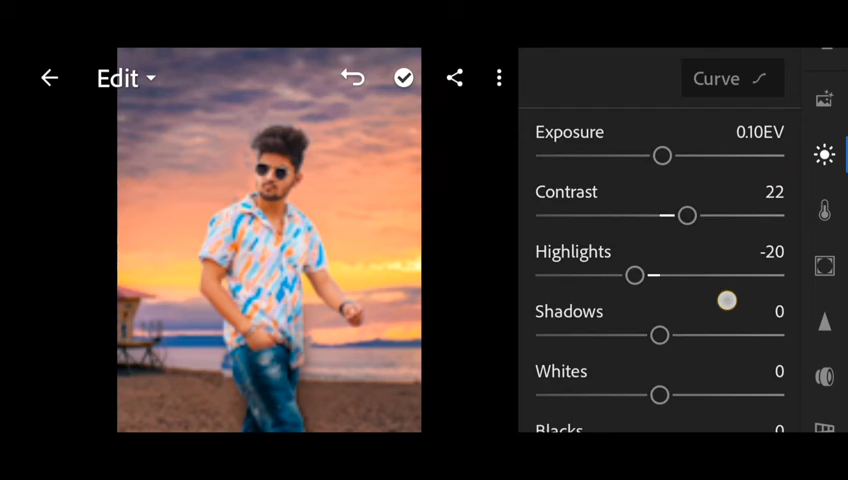 Edit
Curve
Exposure 0.10EV
Contrast 22
Highlights -20
Shadows 0
Whites 0
Blacks 0